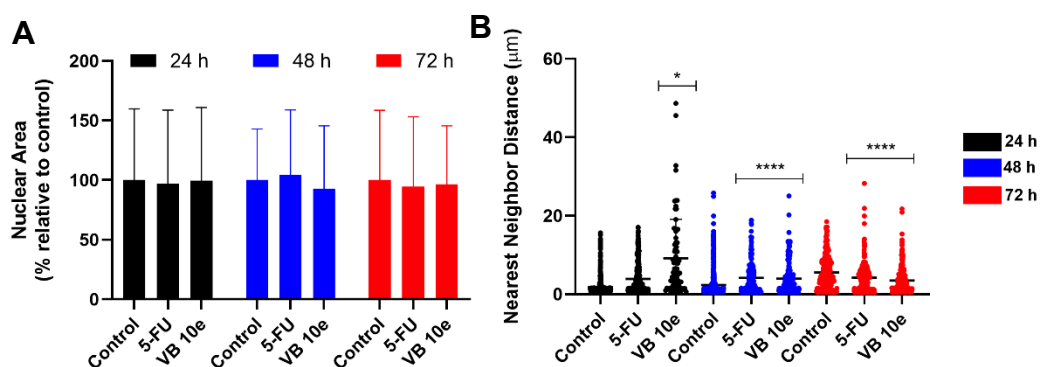 A
24 h 48 h 72 h
Nuclear Area
(% relative to control)
200
150
100
50
0
Control 5-FU VB 10e Control 5-FU VB 10e Control 5-FU VB 10e
B
Nearest Neighbor Distance (μm)
60
40
20
0
*
****
****
Control 5-FU VB 10e Control 5-FU VB 10e Control 5-FU VB 10e
24 h
48 h
72 h